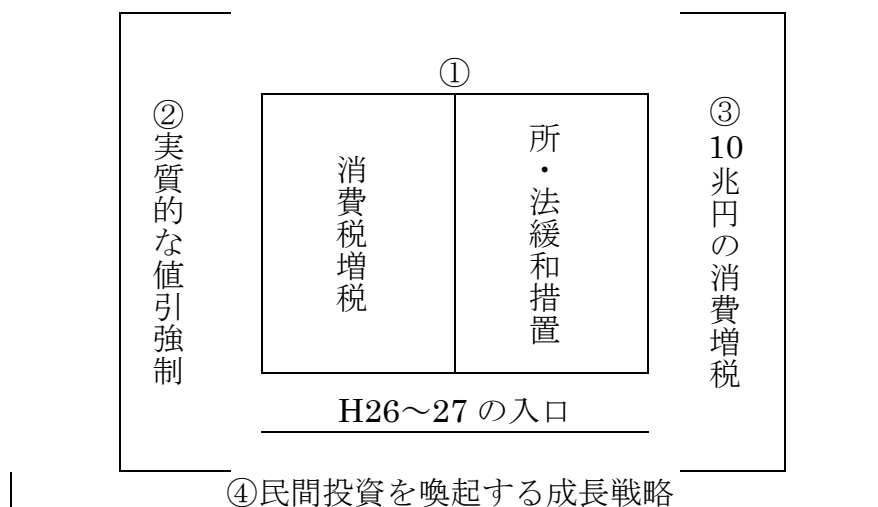 ①
②実質的な値引強制
消費税増税
所・法緩和措置
③10兆円の消費増税
H26～27の入口
④民間投資を喚起する成長戦略